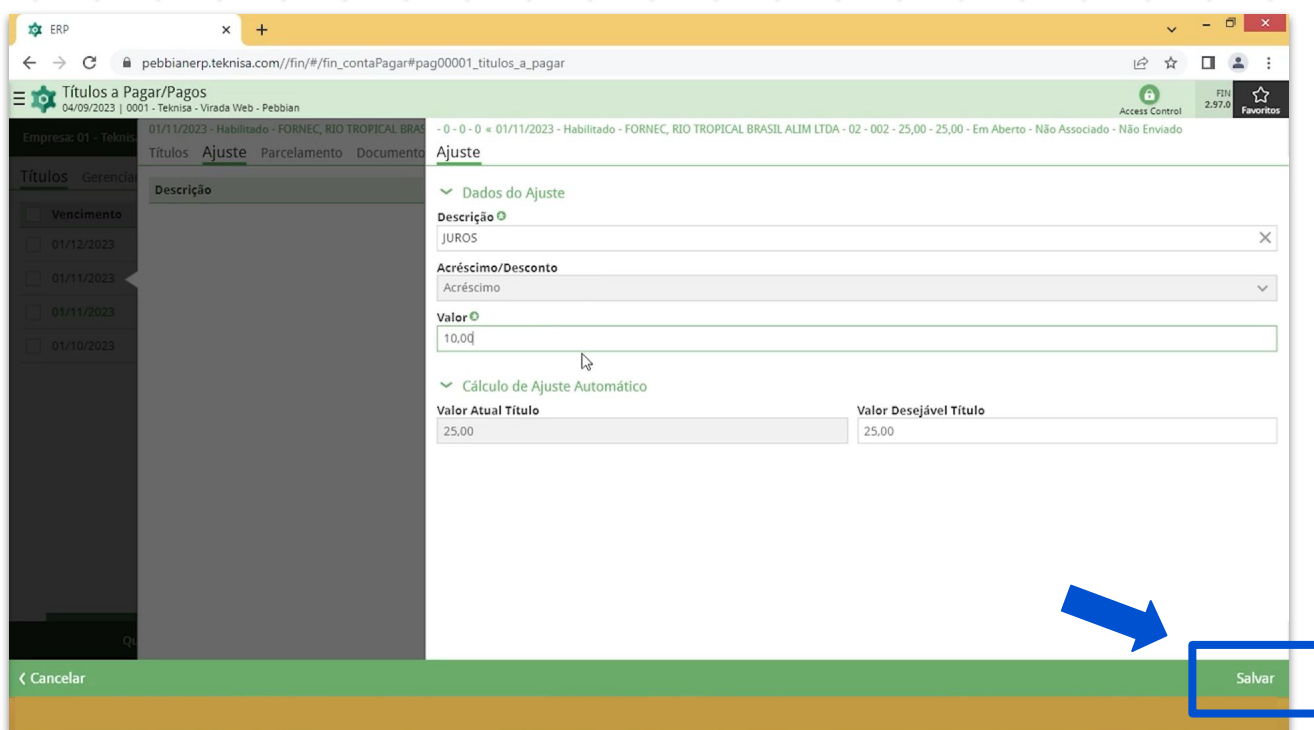 ERP
pebbianerp.teknisa.com//fin/#/fin_contaPagar#pag00001_titulos_a_pagar
Títulos a Pagar/Pagos
04/09/2023 | 0001 - Teknisa - Virada Web - Pebbian
Access Control
FIN
2.97.0
Favoritos
Empresa: 01 - Teknis
01/11/2023 - Habilitado - FORNEC, RIO TROPICAL BRAS
- 0 - 0 - 0 « 01/11/2023 - Habilitado - FORNEC, RIO TROPICAL BRASIL ALIM LTDA - 02 - 002 - 25,00 - 25,00 - Em Aberto - Não Associado - Não Enviado
Títulos Ajuste Parcelamento Documento
Ajuste
Títulos Gerencia
Descrição
Vencimento
01/12/2023
01/11/2023
01/11/2023
01/10/2023
Qu
Dados do Ajuste
Descrição
JUROS
Acréscimo/Desconto
Acréscimo
Valor
10,00
Cálculo de Ajuste Automático
Valor Atual Título
Valor Desejável Título
25,00
25,00
Cancelar
Salvar